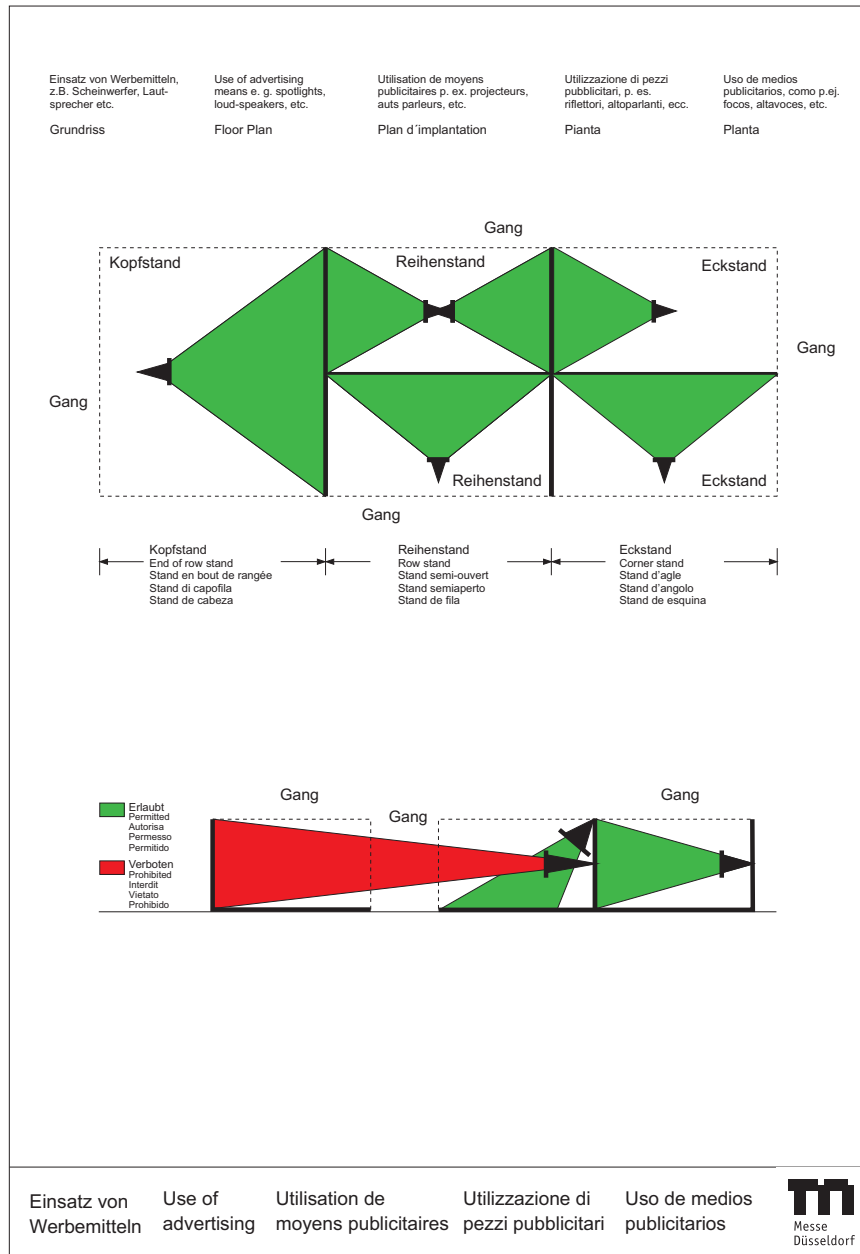 Einsatz von Werbemitteln,
z.B. Scheinwerfer, Laut-
sprecher etc.
Grundriss
Use of advertising
means e. g. spotlights,
loud-speakers, etc.
Floor Plan
Utilisation de moyens
publicitaires p. ex. projecteurs,
auts parleurs, etc.
Plan d´implantation
Utilizzazione di pezzi
pubblicitari, p. es.
riflettori, altoparlanti, ecc.
Pianta
Uso de medios
publicitarios, como p.ej.
focos, altavoces, etc.
Planta
Gang
Kopfstand
Reihenstand
Eckstand
Gang
Gang
Reihenstand
Eckstand
Gang
Kopfstand
End of row stand
Stand en bout de rangée
Stand di capofila
Stand de cabeza
Reihenstand
Row stand
Stand semi-ouvert
Stand semiaperto
Stand de fila
Eckstand
Corner stand
Stand d’agle
Stand d’angolo
Stand de esquina
Gang
Gang
Gang
Erlaubt
Permitted
Autorisa
Permesso
Permitido
Verboten
Prohibited
Interdit
Vietato
Prohibido
Einsatz von
Werbemitteln
Use of
advertising
Utilisation de
moyens publicitaires
Utilizzazione di
pezzi pubblicitari
Uso de medios
publicitarios
Messe
Düsseldorf